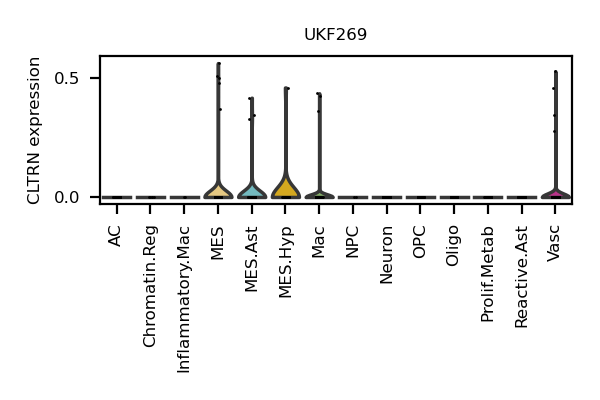 UKF269
CLTRN expression
0.5
0.0
AC
Chromatin.Reg
Inflammatory.Mac
MES
MES.Ast
MES.Hyp
Mac
NPC
Neuron
OPC
Oligo
Prolif.Metab
Reactive.Ast
Vasc